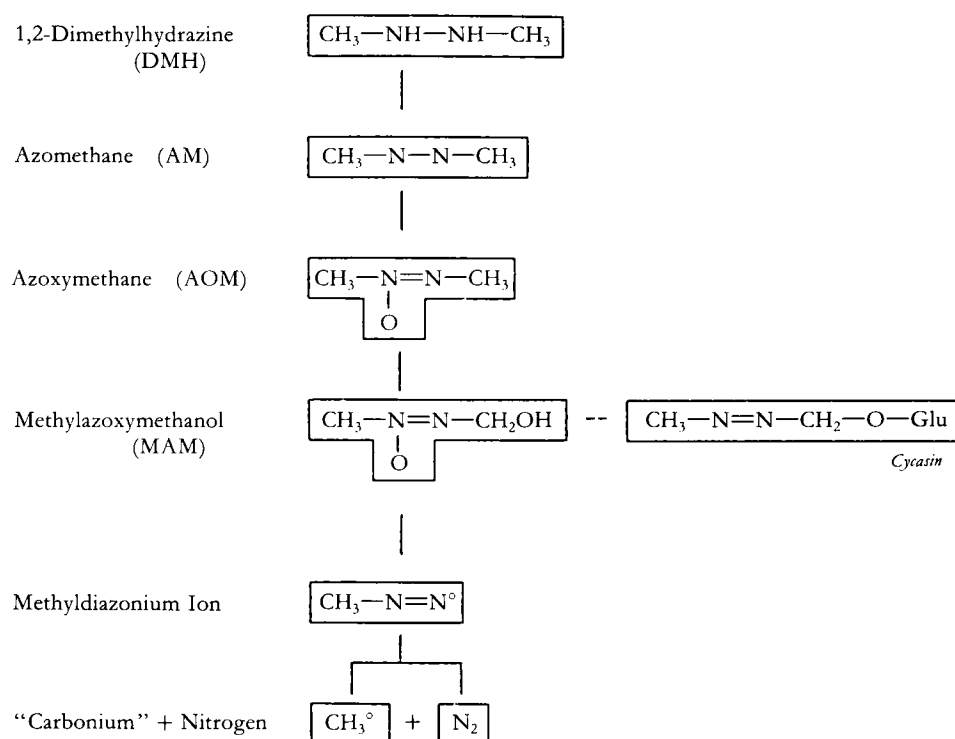 1,2-Dimethylhydrazine CH₃—NH—NH—CH₃
(DMH)
Azomethane (AM) CH₃—N—N—CH₃
Azoxymethane (AOM) CH₃—N=N—CH₃
O
Methylazoxymethanol CH₃—N=N—CH₂OH -- CH₃—N=N—CH₂—O—Glu
(MAM) O
Cycasin
Methyldiazonium Ion CH₃—N=N°
“Carbonium” + Nitrogen CH₃° + N₂